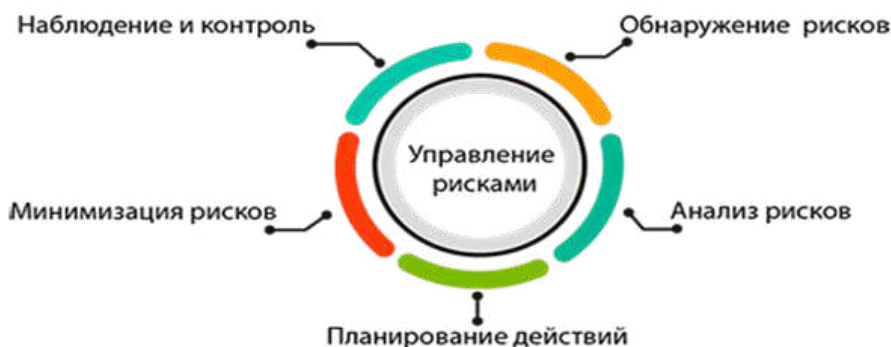 Наблюдение и контроль
Обнаружение рисков
Управление
рисками
Минимизация рисков
Анализ рисков
Планирование действий